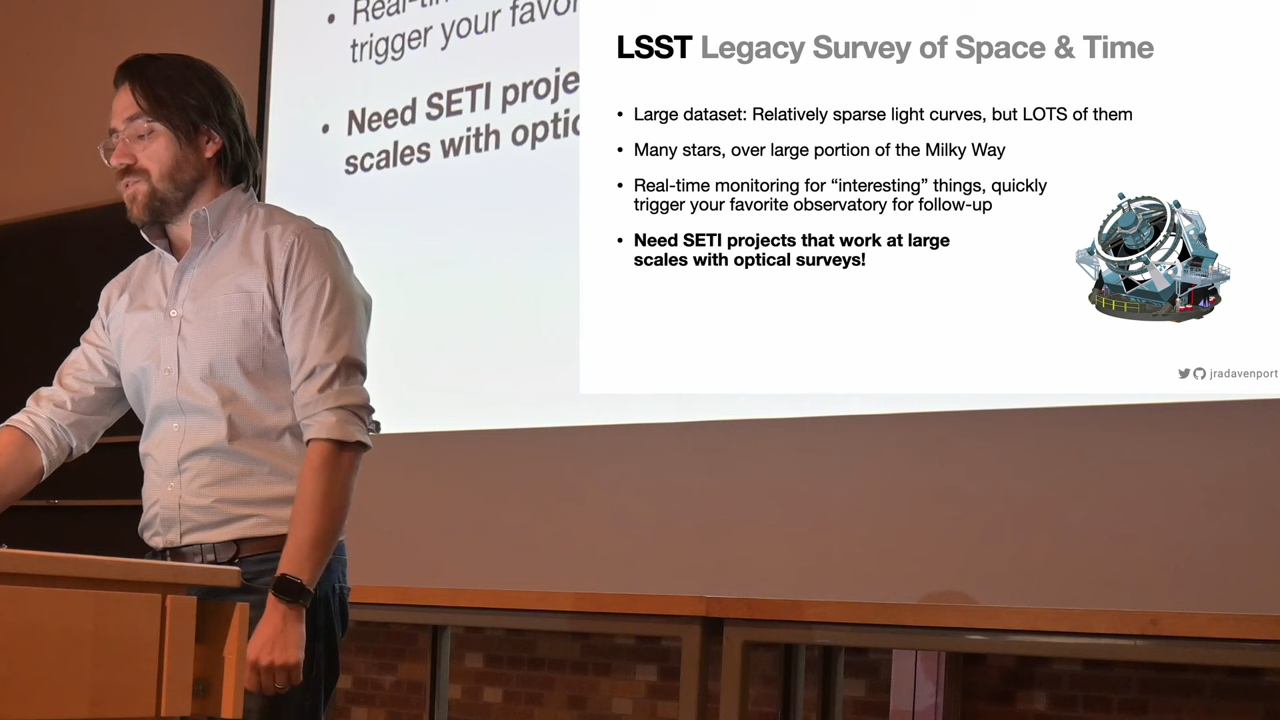 Real-
trigger your favor
Need SETI proje
scales with optic
LSST Legacy Survey of Space & Time
• Large dataset: Relatively sparse light curves, but LOTS of them
• Many stars, over large portion of the Milky Way
• Real-time monitoring for “interesting” things, quickly
trigger your favorite observatory for follow-up
• Need SETI projects that work at large
scales with optical surveys!
jradavenport